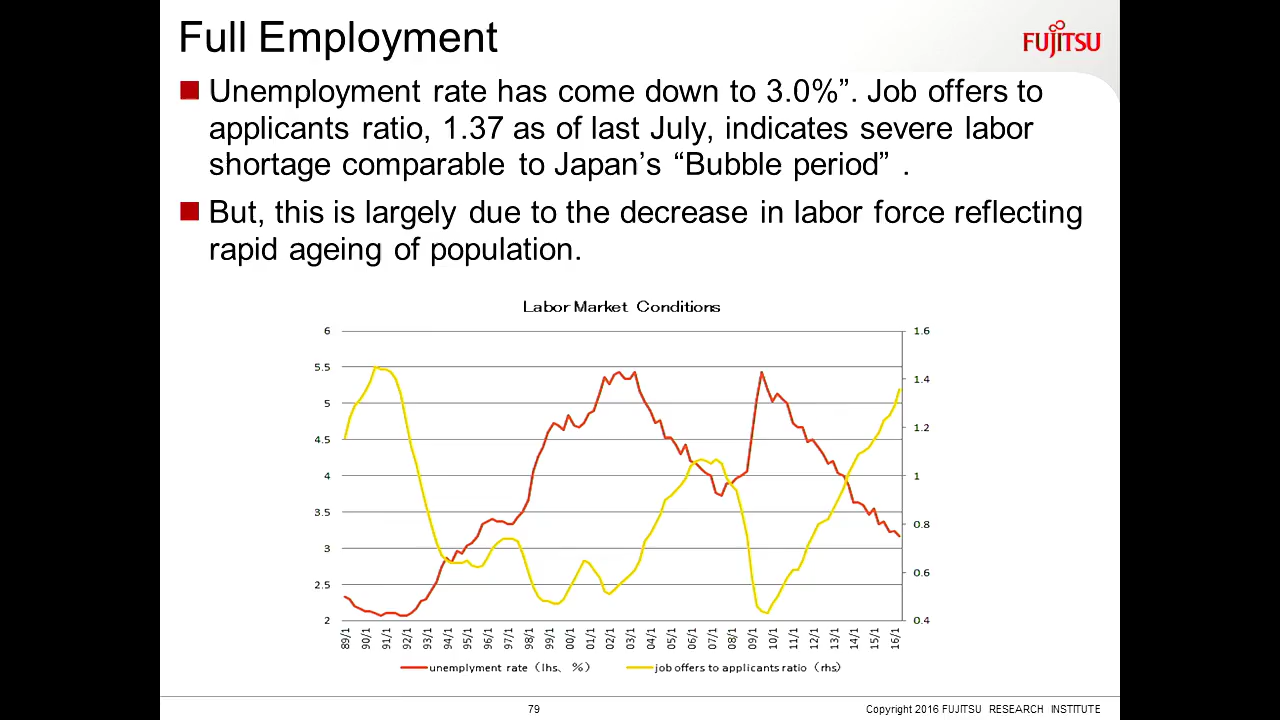 Full Employment
FUJITSU
Unemployment rate has come down to 3.0%”. Job offers to
applicants ratio, 1.37 as of last July, indicates severe labor
shortage comparable to Japan’s “Bubble period” .
But, this is largely due to the decrease in labor force reflecting
rapid ageing of population.
Labor Market Conditions
6
5.5
5
4.5
4
3.5
3
2.5
2
1.6
1.4
1.2
1
0.8
0.6
0.4
89/1 90/1 91/1 92/1 93/1 94/1 95/1 96/1 97/1 98/1 99/1 00/1 01/1 02/1 03/1 04/1 05/1 06/1 07/1 08/1 09/1 10/1 11/1 12/1 13/1 14/1 15/1 16/1
unemplyment rate（lhs、%） job offers to applicants ratio（rhs）
79 Copyright 2016 FUJITSU RESEARCH INSTITUTE